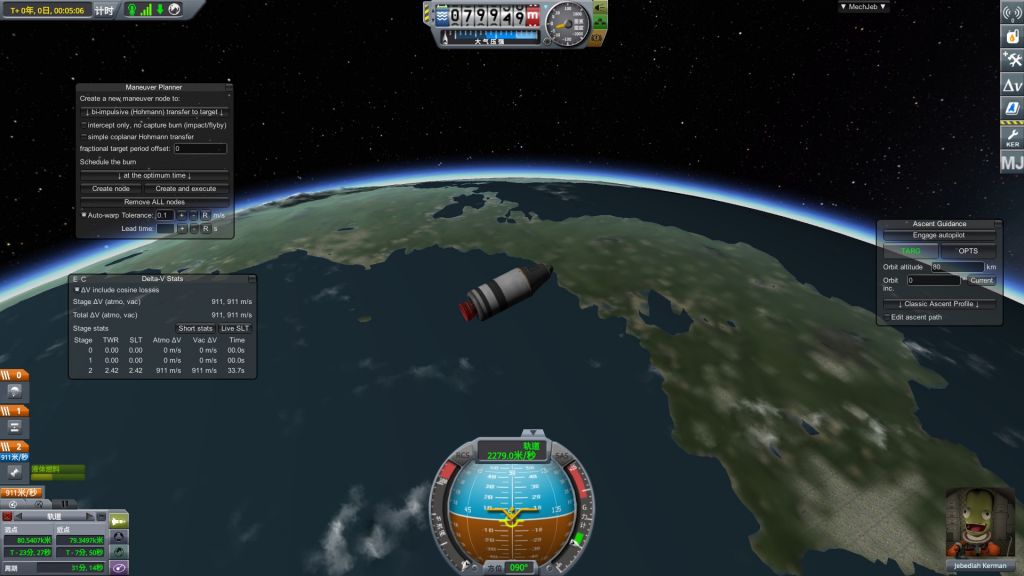 T+ 0年, 0日, 00:05:06 计时
079949 m
大气压强
▼ MechJeb ▼
Δv
KER
MJ
Maneuver Planner
Create a new maneuver node to:
↓ bi-impulsive (Hohmann) transfer to target ↓
intercept only, no capture burn (impact/flyby)
simple coplanar Hohmann transfer
fractional target period offset: 0
Schedule the burn
↓ at the optimum time ↓
Create node Create and execute
Remove ALL nodes
Auto-warp Tolerance: 0.1 + - R m/s
Lead time: + - R s
Ascent Guidance
Engage autopilot
TARG OPTS
Orbit altitude 80 km
Orbit inc. 0 ° Current
↓ Classic Ascent Profile ↓
Edit ascent path
E C Delta-V Stats
ΔV include cosine losses
Stage ΔV (atmo, vac) 911, 911 m/s
Total ΔV (atmo, vac) 911, 911 m/s
Stage stats Short stats Live SLT
Stage TWR SLT Atmo ΔV Vac ΔV Time
0 0.00 0.00 0 m/s 0 m/s 00.0s
1 0.00 0.00 0 m/s 0 m/s 00.0s
2 2.42 2.42 911 m/s 911 m/s 33.7s
0
1
2
911米/秒
液体燃料
911米/秒
轨道
远点 近点
80.5407k米 79.3497k米
T - 23分, 27秒 T - 7分, 50秒
周期 31分, 14秒
RCS 轨道 SAS
2279.0米/秒
45 135
方位 090°
Jebediah Kerman